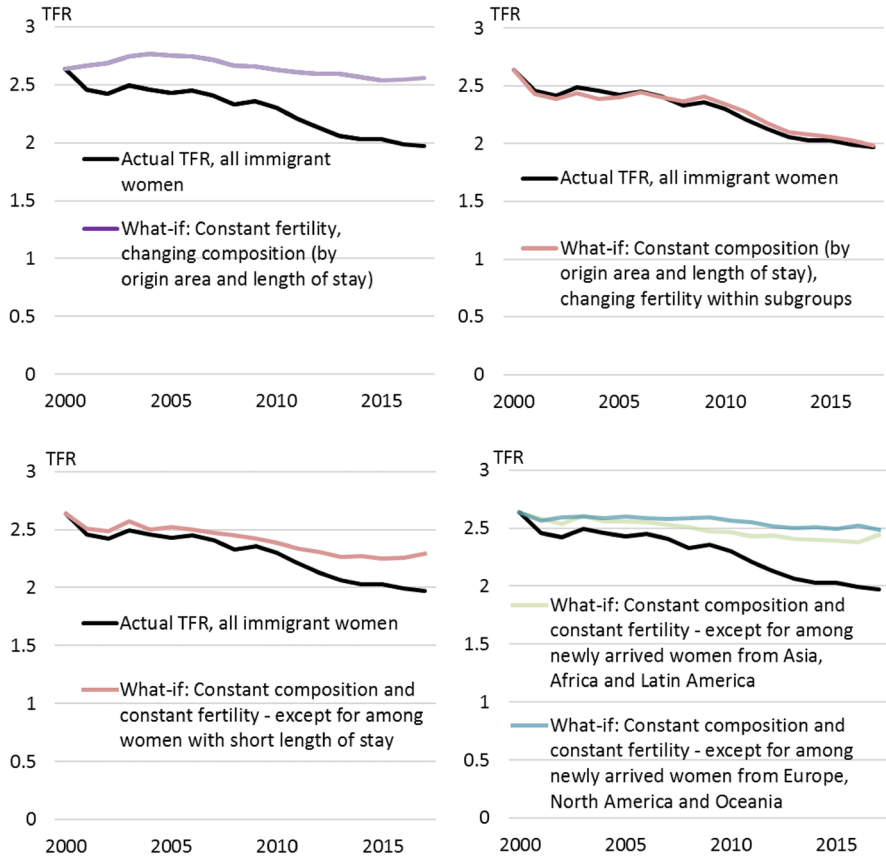 TFR
3
2.5
2
1.5
1
0.5
0
2000 2005 2010 2015
Actual TFR, all immigrant
women
What-if: Constant fertility,
changing composition (by
origin area and length of stay)
TFR
3
2.5
2
1.5
1
0.5
0
2000 2005 2010 2015
Actual TFR, all immigrant women
What-if: Constant composition (by
origin area and length of stay),
changing fertility within subgroups
TFR
3
2.5
2
1.5
1
0.5
0
2000 2005 2010 2015
Actual TFR, all immigrant women
What-if: Constant composition and
constant fertility - except for among
women with short length of stay
TFR
3
2.5
2
1.5
1
0.5
0
2000 2005 2010 2015
What-if: Constant composition and
constant fertility - except for among
newly arrived women from Asia,
Africa and Latin America
What-if: Constant composition and
constant fertility - except for among
newly arrived women from Europe,
North America and Oceania